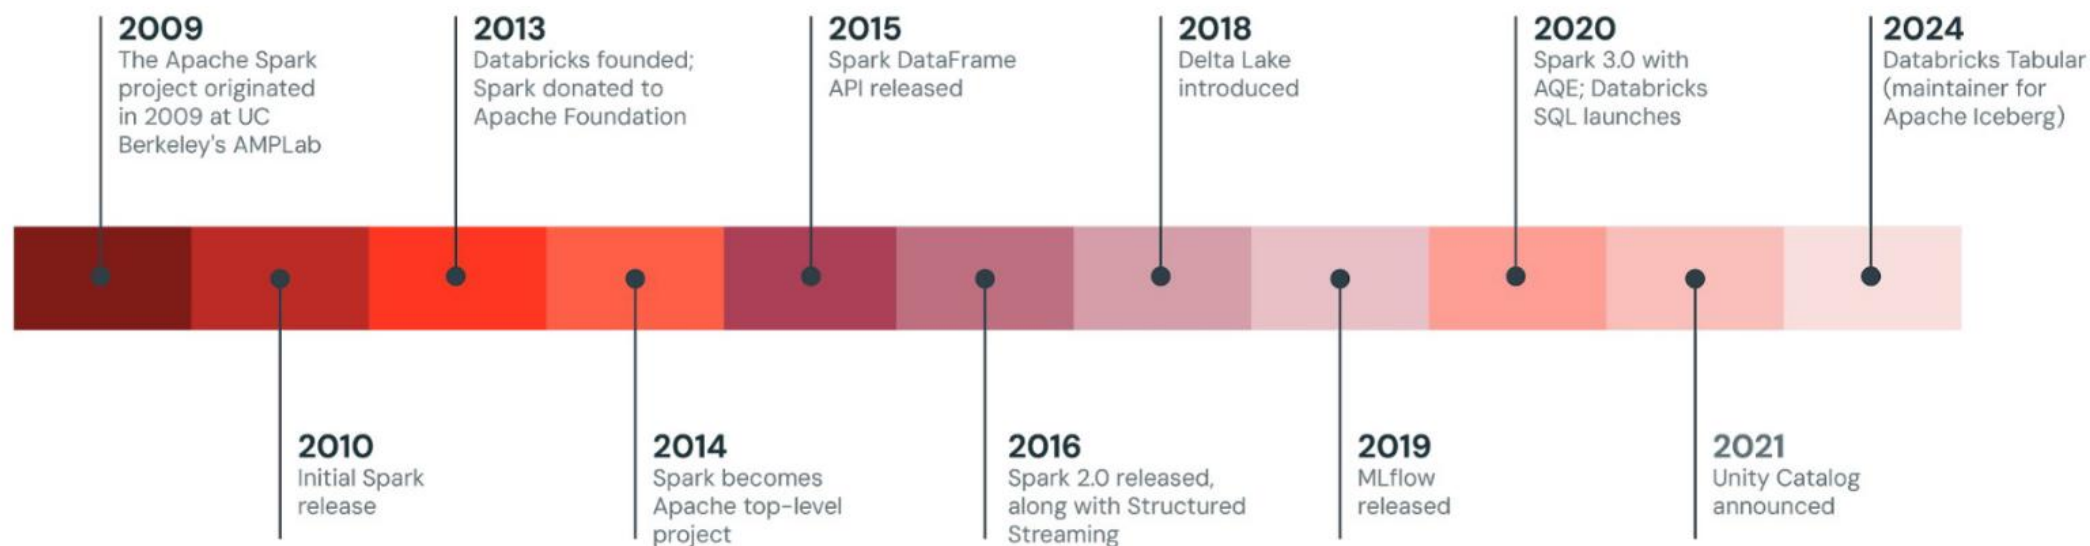 2009
The Apache Spark
project originated
in 2009 at UC
Berkeley's AMPLab
2013
Databricks founded;
Spark donated to
Apache Foundation
2015
Spark DataFrame
API released
2018
Delta Lake
introduced
2020
Spark 3.0 with
AQE; Databricks
SQL launches
2024
Databricks Tabular
(maintainer for
Apache Iceberg)
2010
Initial Spark
release
2014
Spark becomes
Apache top-level
project
2016
Spark 2.0 released,
along with Structured
Streaming
2019
MLflow
released
2021
Unity Catalog
announced